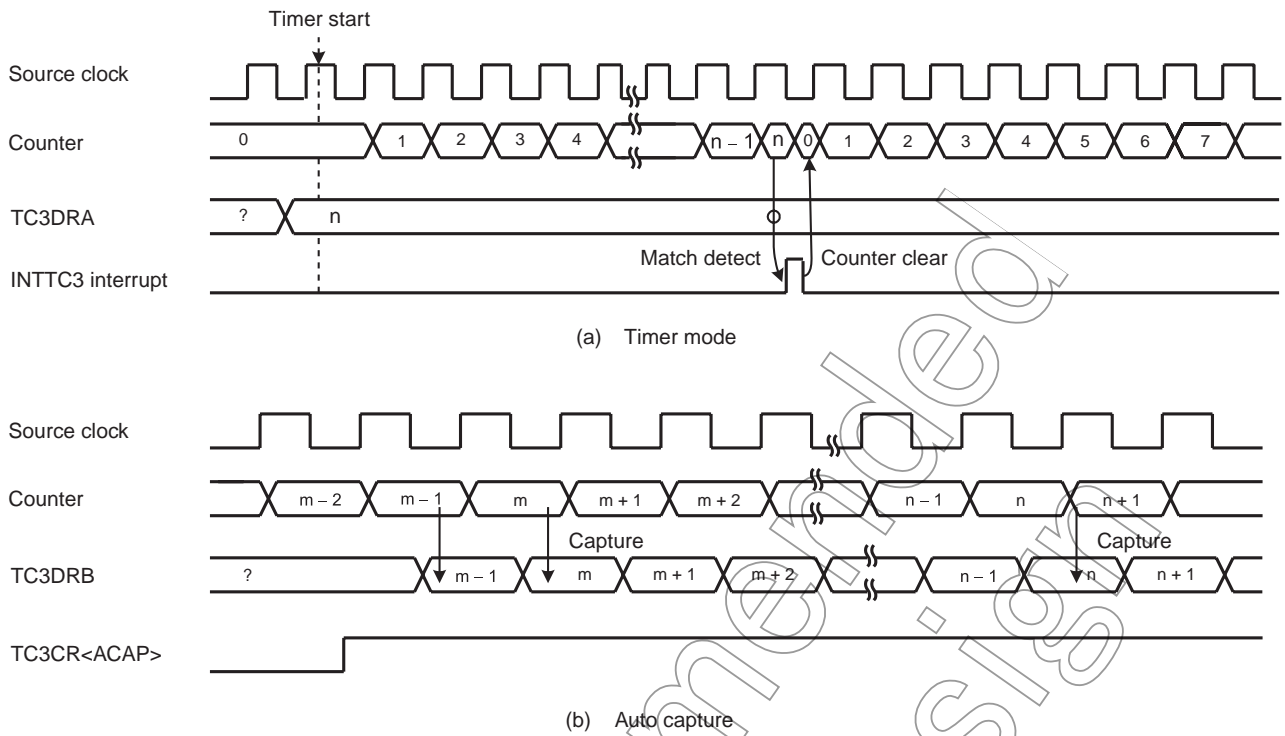 Timer start
Source clock
Counter 0 1 2 3 4 n – 1 n 0 1 2 3 4 5 6 7
TC3DRA ? n
Match detect Counter clear
INTTC3 interrupt
(a) Timer mode
Source clock
Counter m – 2 m – 1 m m + 1 m + 2 n – 1 n n + 1
Capture Capture
TC3DRB ? m – 1 m m + 1 m + 2 n – 1 n n + 1
TC3CR<ACAP>
(b) Auto capture
mended
sign